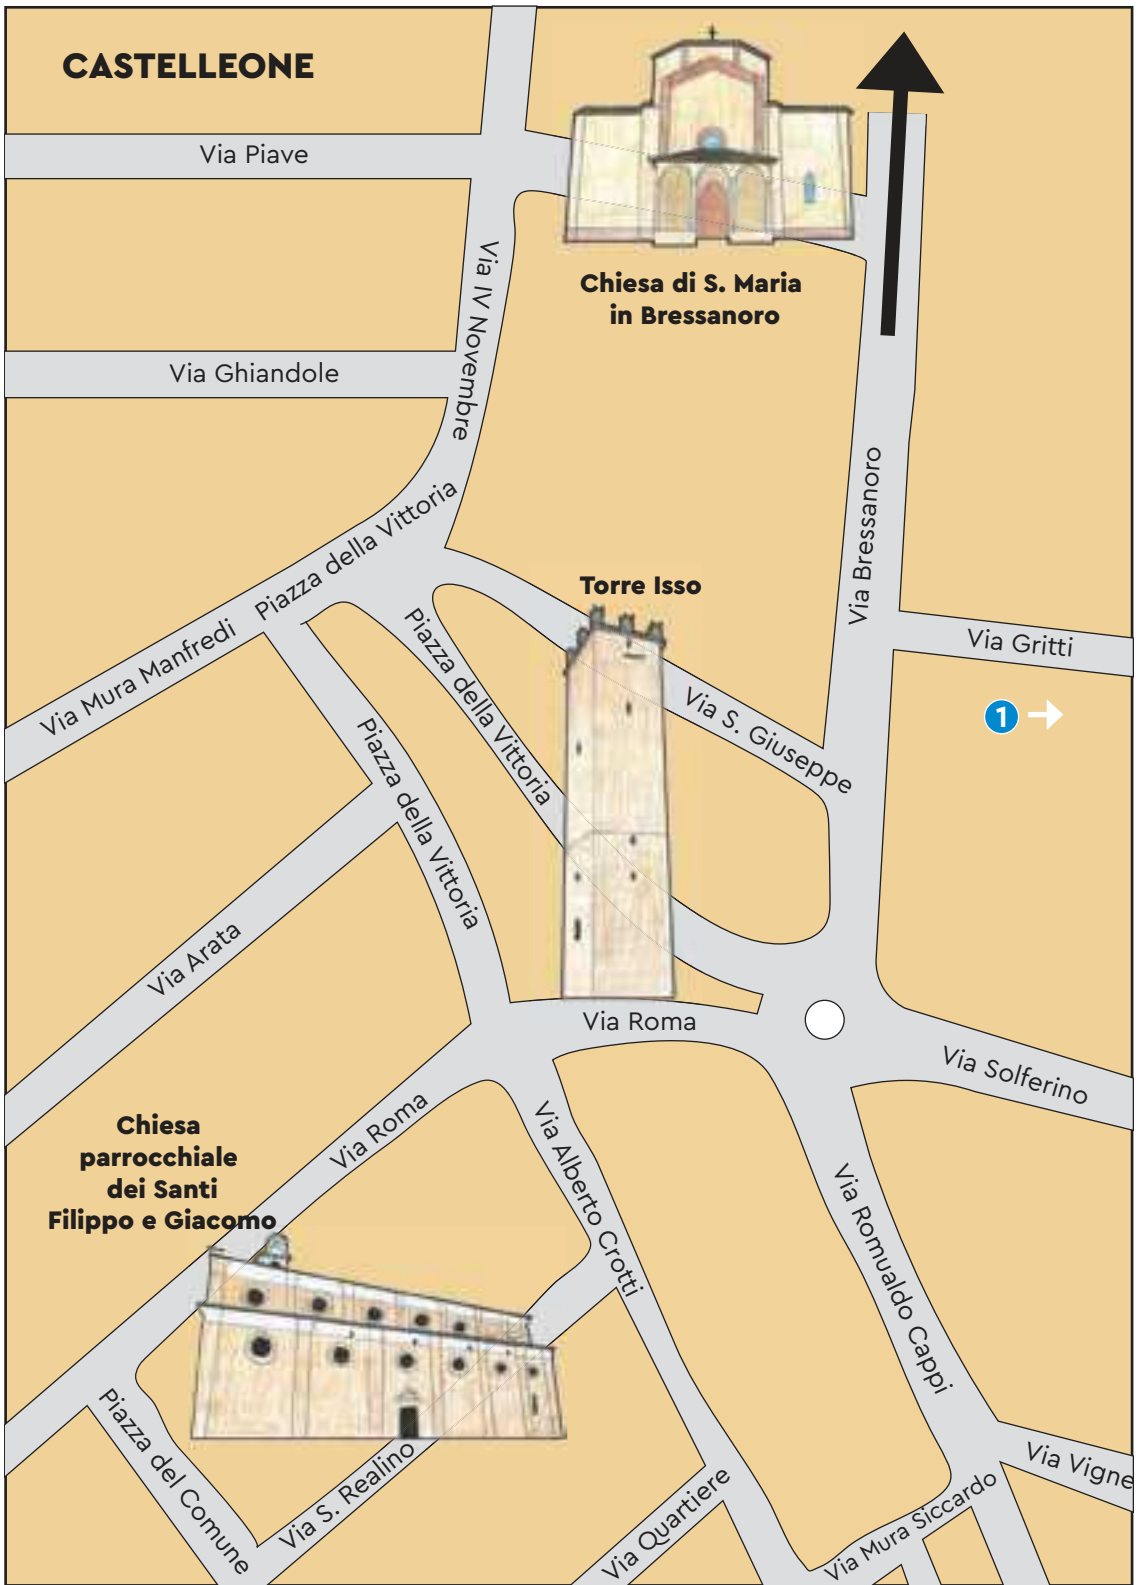 CASTELLEONE
Via Piave
Via IV Novembre
Chiesa di S. Maria
in Bressanoro
Via Ghiandole
Piazza della Vittoria
Via Bressanoro
Torre Isso
Via Mura Manfredi
Piazza della Vittoria
Via Gritti
Via S. Giuseppe
1
Piazza della Vittoria
Via Arata
Via Roma
Via Solferino
Chiesa
parrocchiale
dei Santi
Filippo e Giacomo
Via Roma
Via Alberto Crotti
Via Romualdo Cappi
Piazza del Comune
Via S. Realino
Via Quartiere
Via Mura Siccardo
Via Vigne